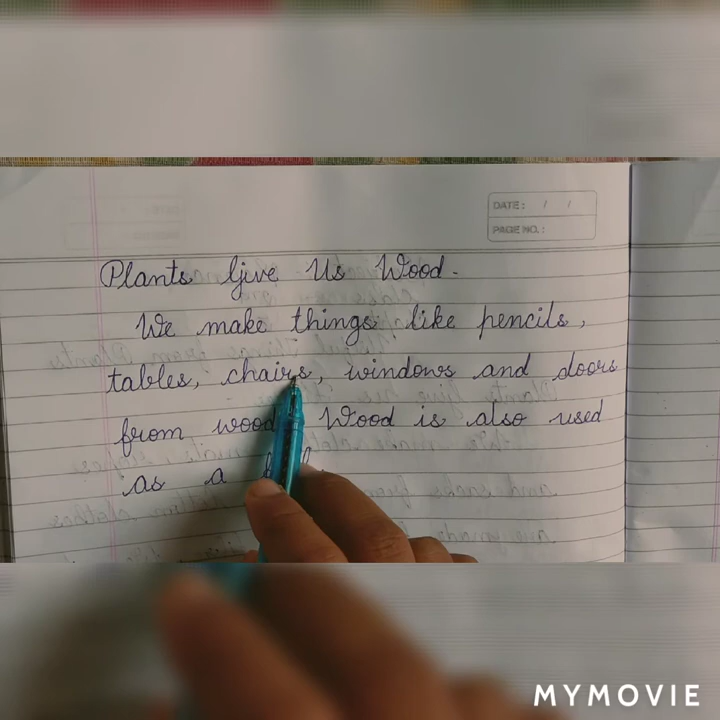 DATE: / /
PAGE NO.:
Plants Give Us Wood.
We make things like pencils,
tables, chairs, windows and doors
from wood Wood is also used
as a
MYMOVIE